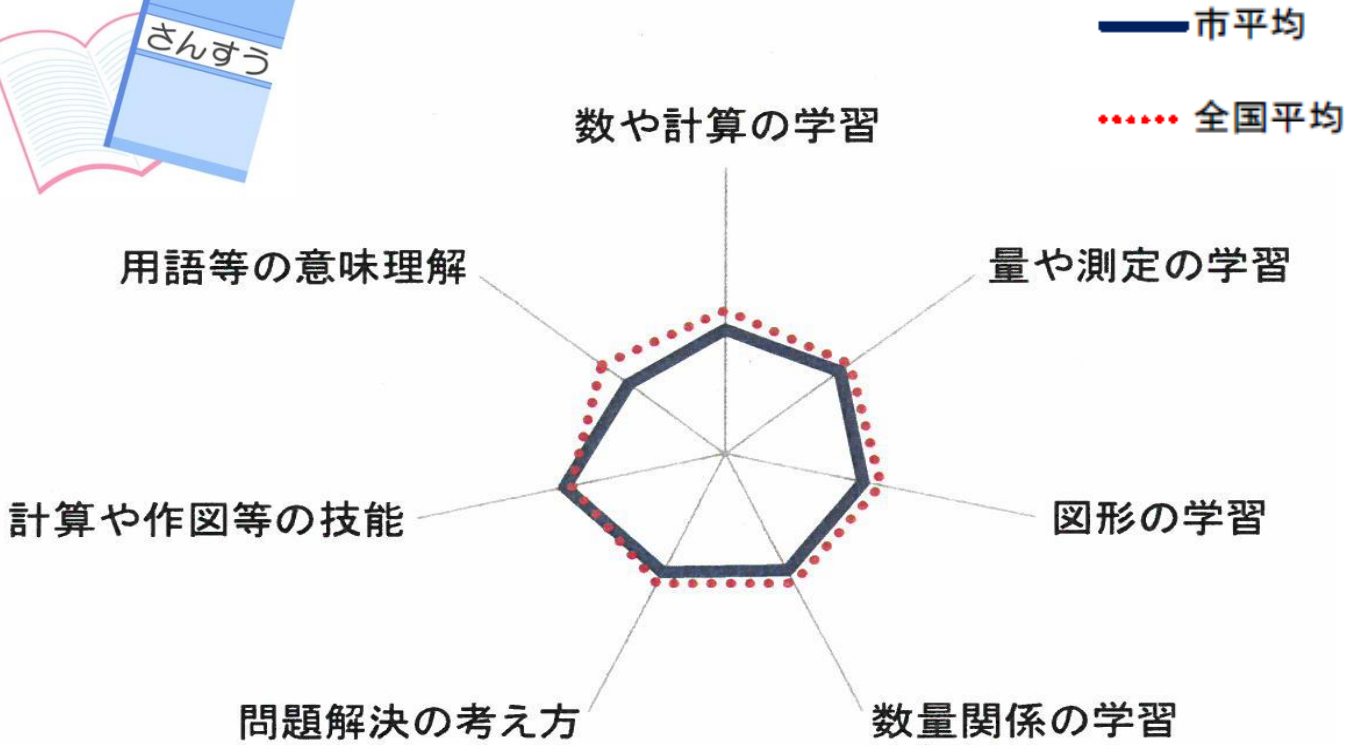 さんすう
市平均
全国平均
数や計算の学習
用語等の意味理解
量や測定の学習
計算や作図等の技能
図形の学習
問題解決の考え方
数量関係の学習